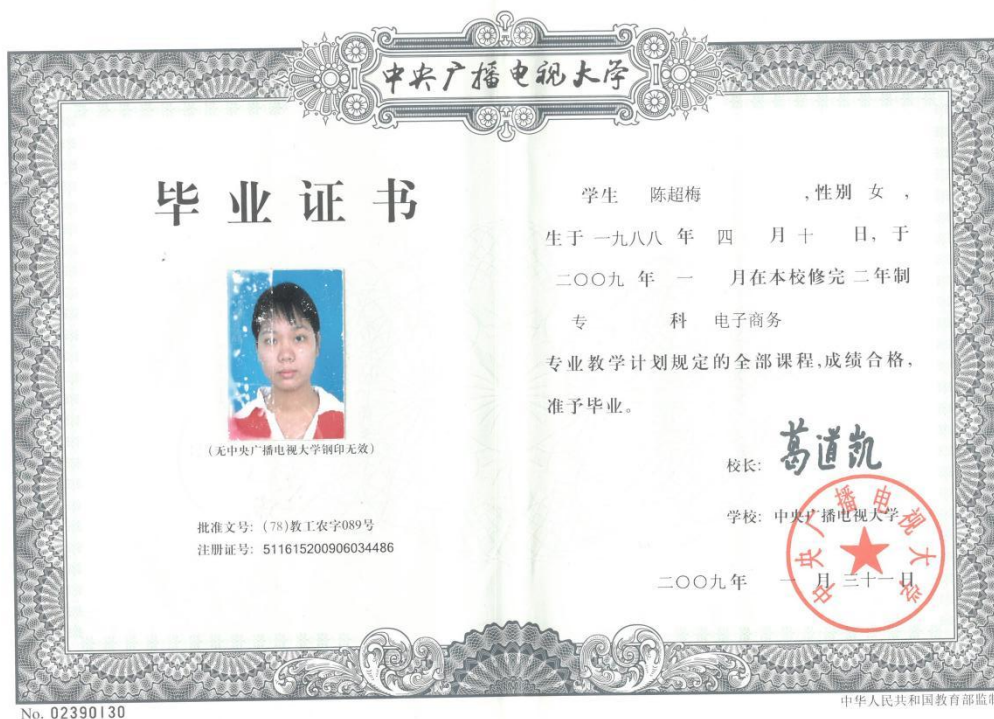 中央广播电视大学
毕业证书
(无中央广播电视大学钢印无效)
批准文号: (78)教工农字089号
注册证号: 511615200906034486
学生 陈超梅 ,性别 女 ,
生于 一九八八 年 四 月 十 日, 于
二〇〇九 年 一 月在本校修完 二年制
专 科 电子商务
专业教学计划规定的全部课程,成绩合格,
准予毕业。
校长: 葛道凯
学校: 中央广播电视大学
中央广播电视大学
二〇〇九年 一 月 三十一日
No. 02390130
中华人民共和国教育部监制